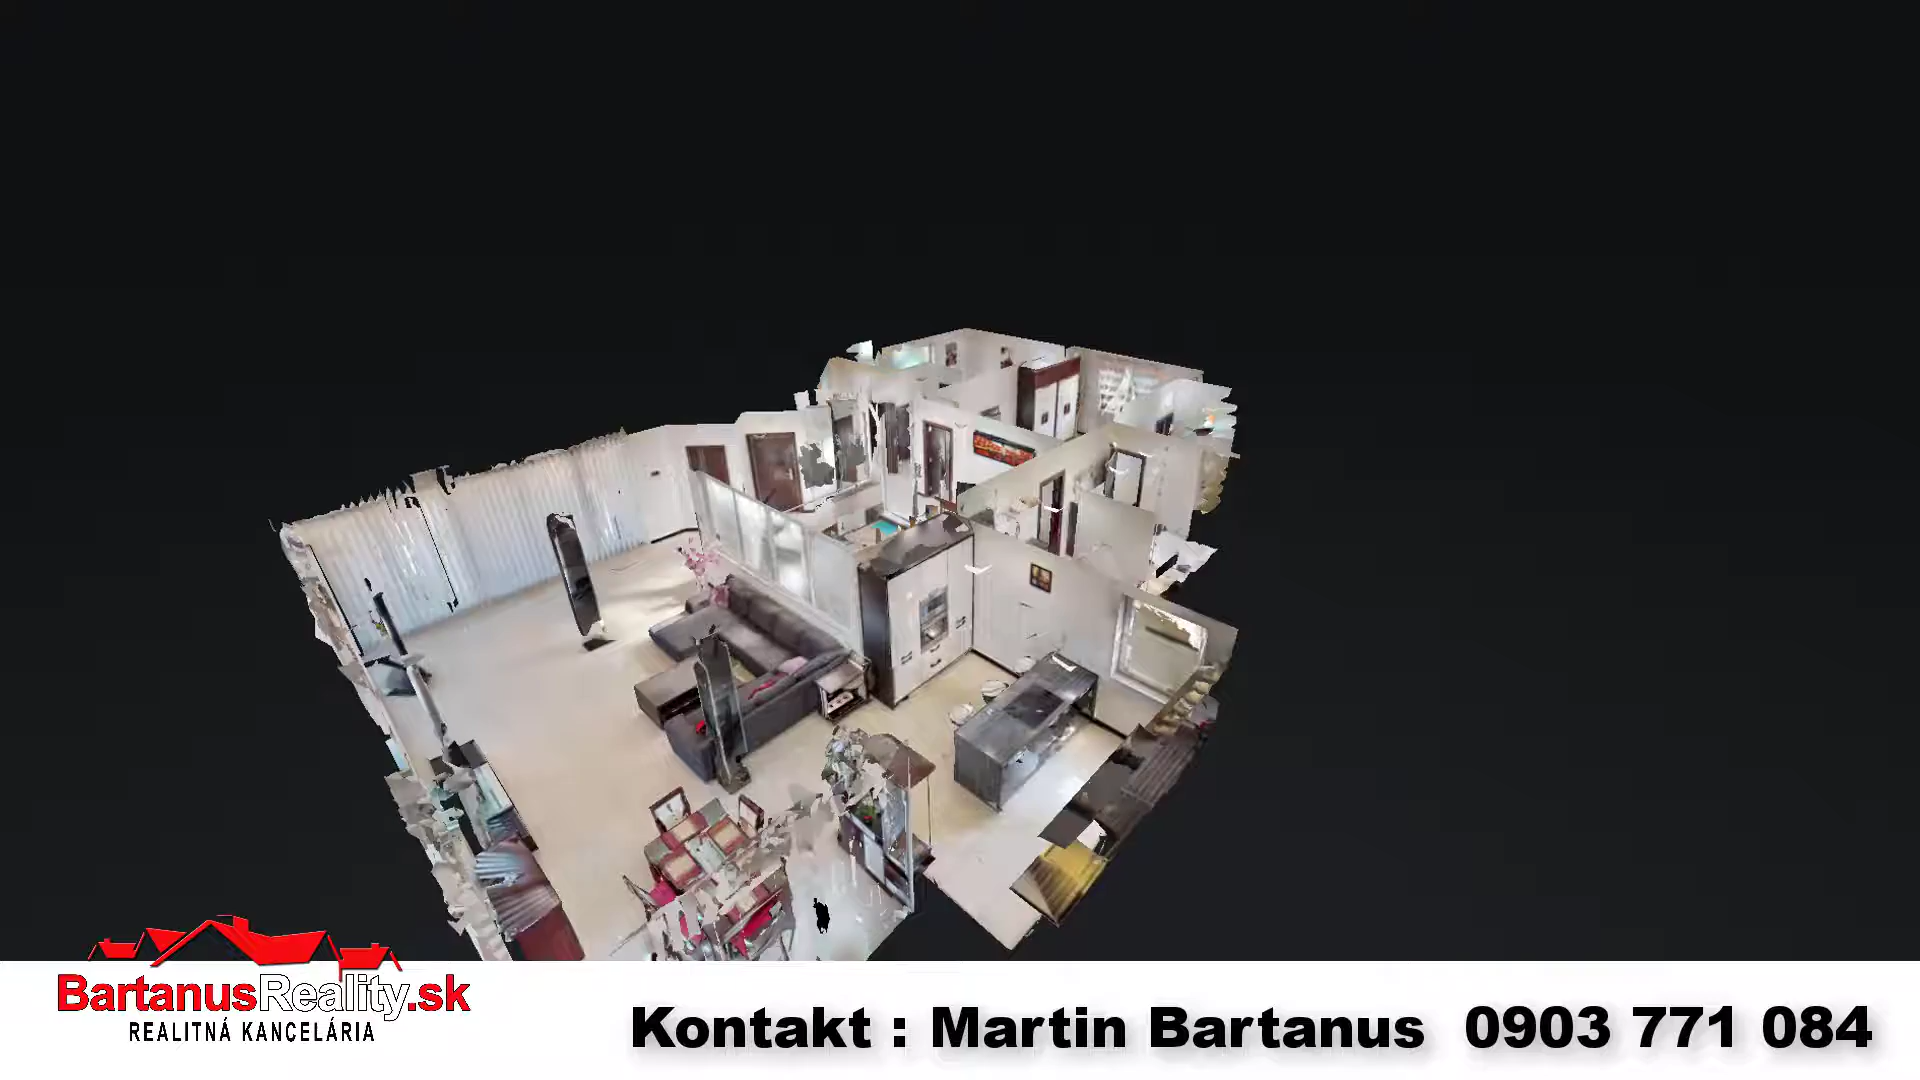 BartanusReality.sk
REALITNÁ KANCELÁRIA
Kontakt : Martin Bartanus 0903 771 084